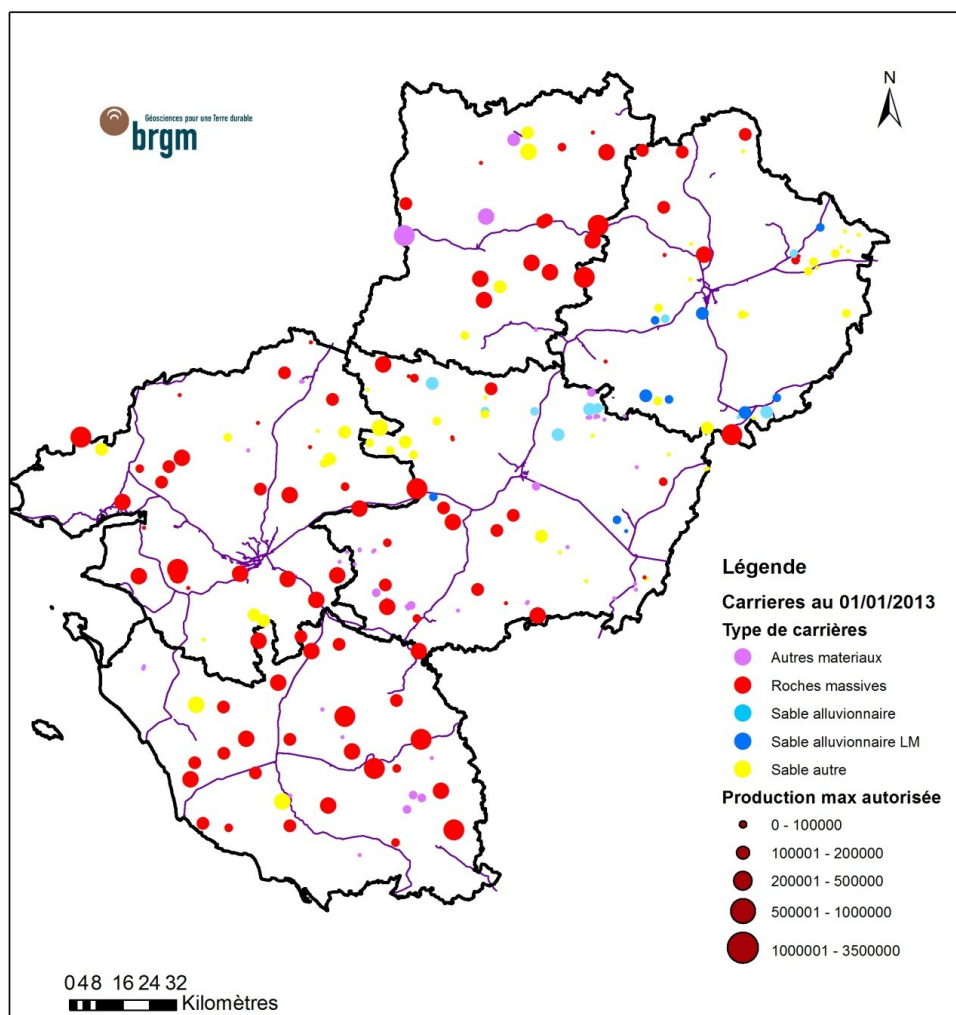 Géosciences pour une Terre durable
brgm
N
Légende
Carrieres au 01/01/2013
Type de carrières
Autres materiaux
Roches massives
Sable alluvionnaire
Sable alluvionnaire LM
Sable autre
Production max autorisée
0 - 100000
100001 - 200000
200001 - 500000
500001 - 1000000
1000001 - 3500000
0 4 8 16 24 32
Kilomètres